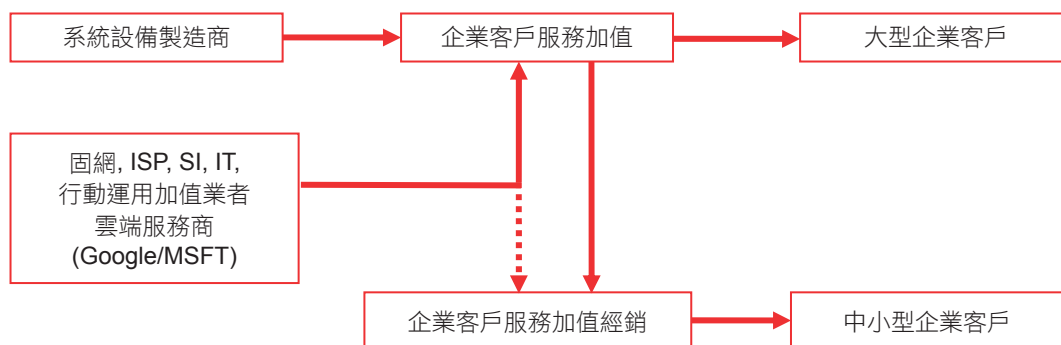 系統設備製造商
企業客戶服務加值
大型企業客戶
固網, ISP, SI, IT,
行動運用加值業者
雲端服務商
(Google/MSFT)
企業客戶服務加值經銷
中小型企業客戶